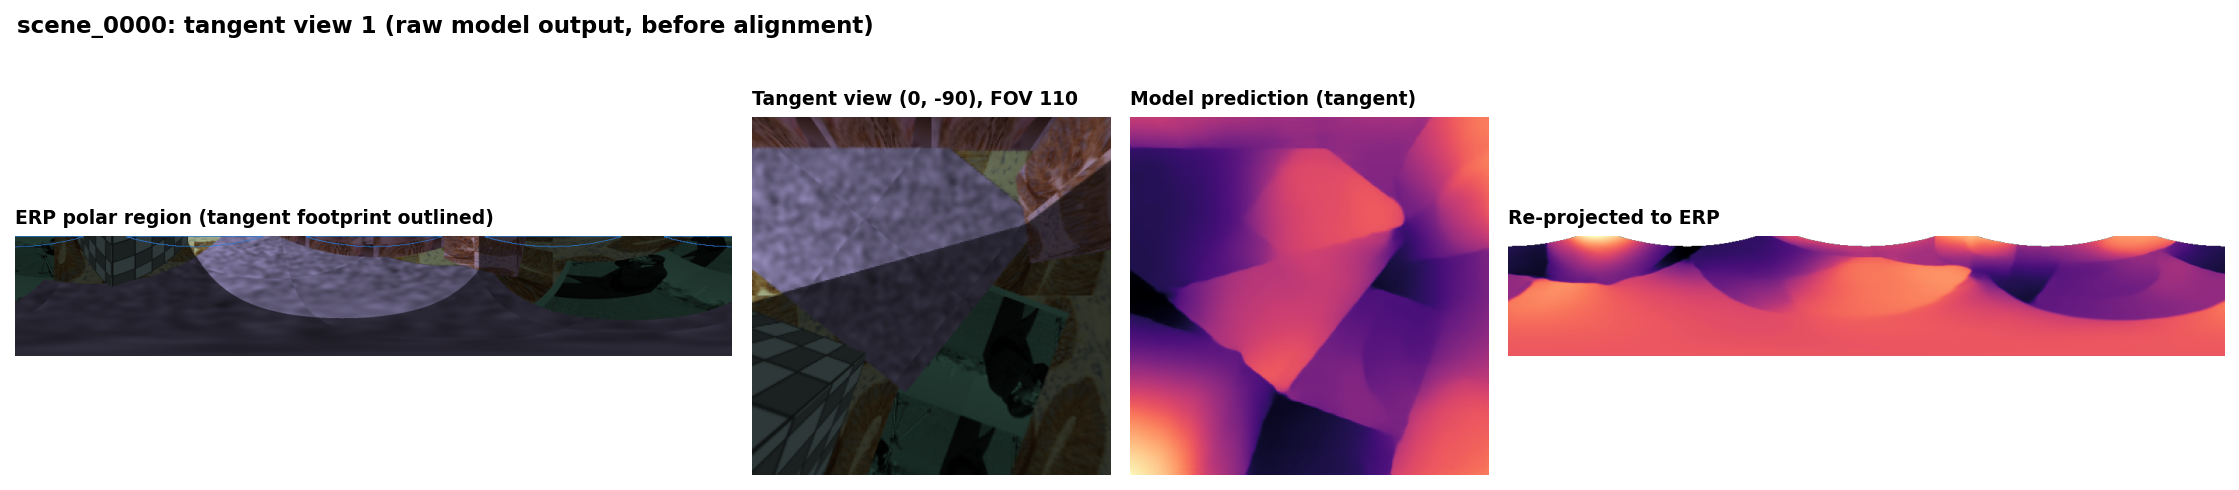 scene_0000: tangent view 1 (raw model output, before alignment)
Tangent view (0, -90), FOV 110
Model prediction (tangent)
ERP polar region (tangent footprint outlined)
Re-projected to ERP